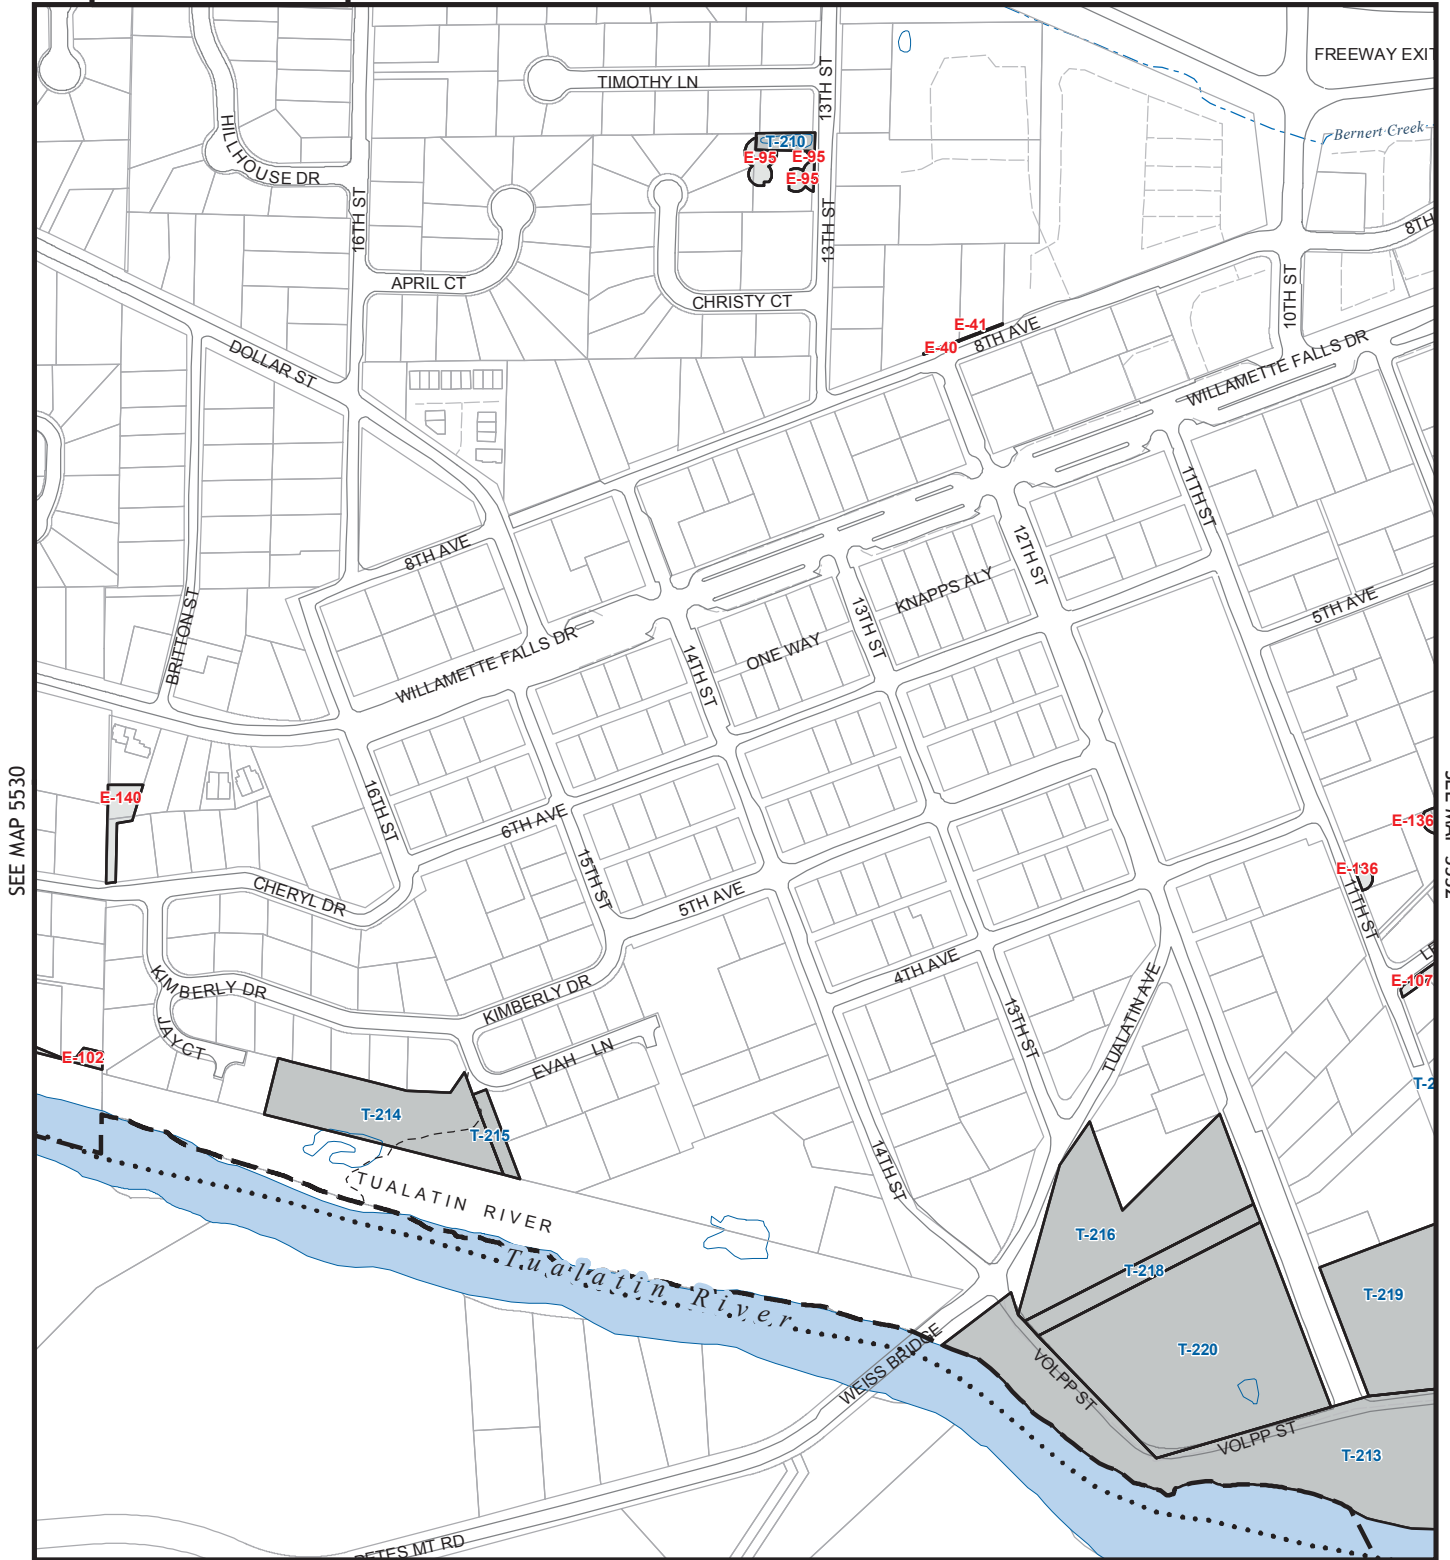 FREEWAY EXIT
TIMOTHY LN
13TH ST
HILLHOUSE DR
T-210
E-95
E-95
E-95
Bernert Creek
16TH ST
13TH ST
8TH
APRIL CT
CHRISTY CT
10TH ST
E-41
E-40
8TH AVE
DOLLAR ST
WILLAMETTE FALLS DR
11TH ST
8TH AVE
12TH ST
KNAPPS ALY
13TH ST
5TH AVE
BRITTON ST
WILLAMETTE FALLS DR
ONE WAY
14TH ST
SEE MAP 5530
E-140
16TH ST
6TH AVE
E-136
E-136
15TH ST
CHERYL DR
5TH AVE
11TH ST
4TH AVE
E-107
KIMBERLY DR
KIMBERLY DR
13TH ST
TUALATIN AVE
JAY CT
EVAH LN
E-102
T-2
T-214
T-215
14TH ST
TUALATIN RIVER
Tualatin River
T-216
T-218
T-219
WEISS BRIDGE
VOLPP ST
T-220
VOLPP ST
T-213
PETES MT RD